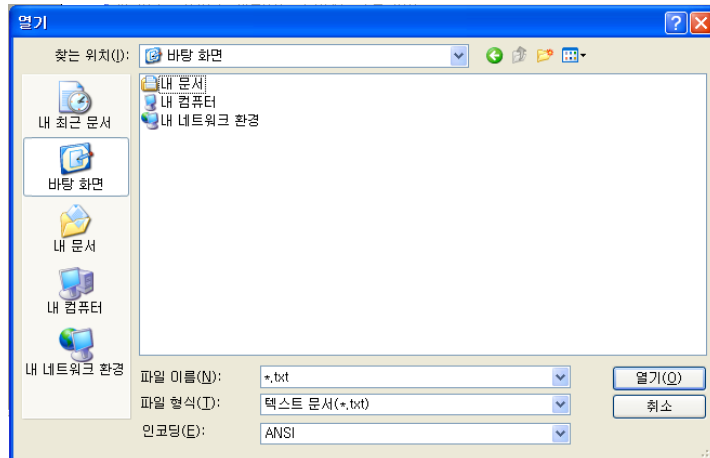 열기
찾는 위치(I):
바탕 화면
내 문서
내 컴퓨터
내 네트워크 환경
내 최근 문서
바탕 화면
내 문서
내 컴퓨터
내 네트워크 환경
파일 이름(N):
*.txt
열기(O)
파일 형식(T):
텍스트 문서(*.txt)
취소
인코딩(E):
ANSI